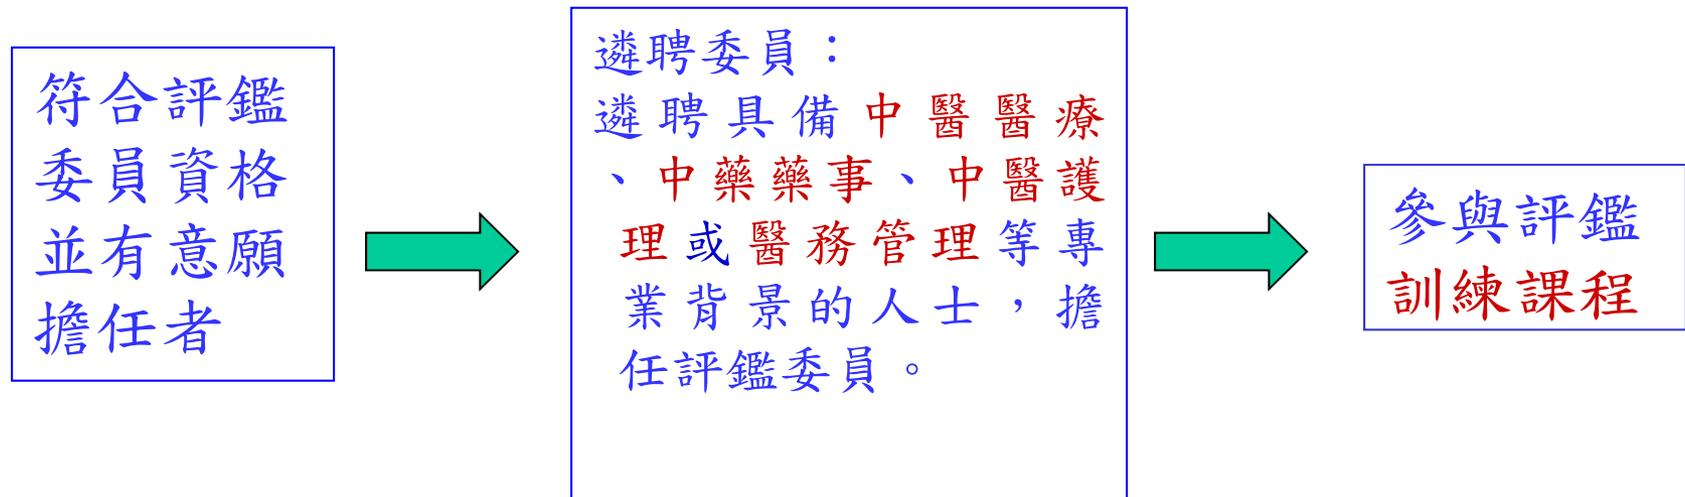 符合評鑑
委員資格
並有意願
擔任者
遴聘委員：
遴聘具備中醫醫療
、中藥藥事、中醫護
理或醫務管理等專
業背景的人士，擔
任評鑑委員。
參與評鑑
訓練課程